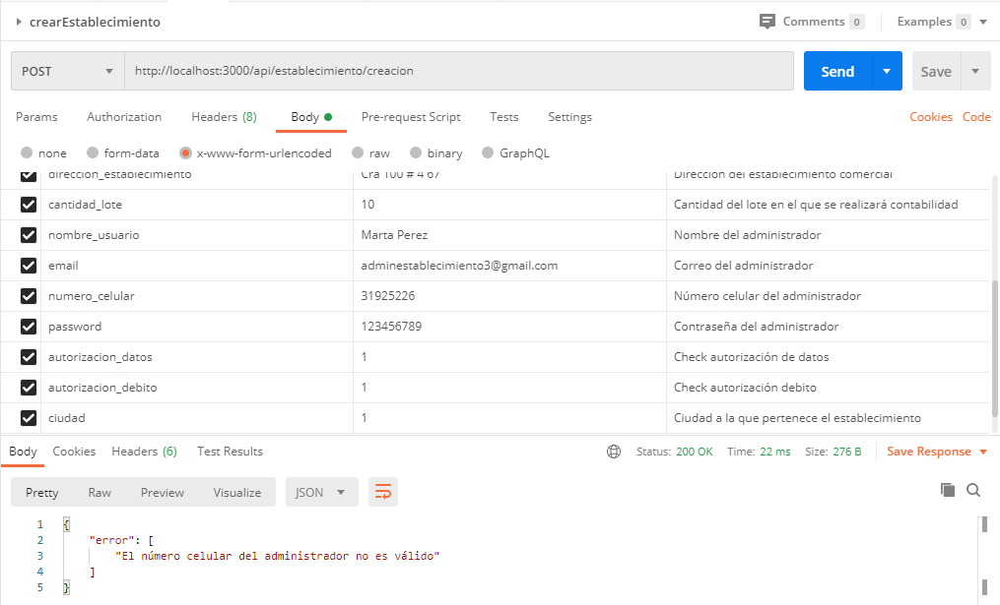 crearEstablecimiento Comments 0 Examples 0
POST http://localhost:3000/api/establecimiento/creacion Send Save
Params Authorization Headers (8) Body Pre-request Script Tests Settings Cookies Code
none form-data x-www-form-urlencoded raw binary GraphQL
direccion_establecimiento Cra 100 # 4 67 Direccion del establecimiento comercial
cantidad_lote 10 Cantidad del lote en el que se realizará contabilidad
nombre_usuario Marta Perez Nombre del administrador
email adminestablecimiento3@gmail.com Correo del administrador
numero_celular 31925226 Número celular del administrador
password 123456789 Contraseña del administrador
autorizacion_datos 1 Check autorización de datos
autorizacion_debito 1 Check autorización debito
ciudad 1 Ciudad a la que pertenece el establecimiento
Body Cookies Headers (6) Test Results Status: 200 OK Time: 22 ms Size: 276 B Save Response
Pretty Raw Preview Visualize JSON
1 {
2 "error": [
3 "El número celular del administrador no es válido"
4 ]
5 }